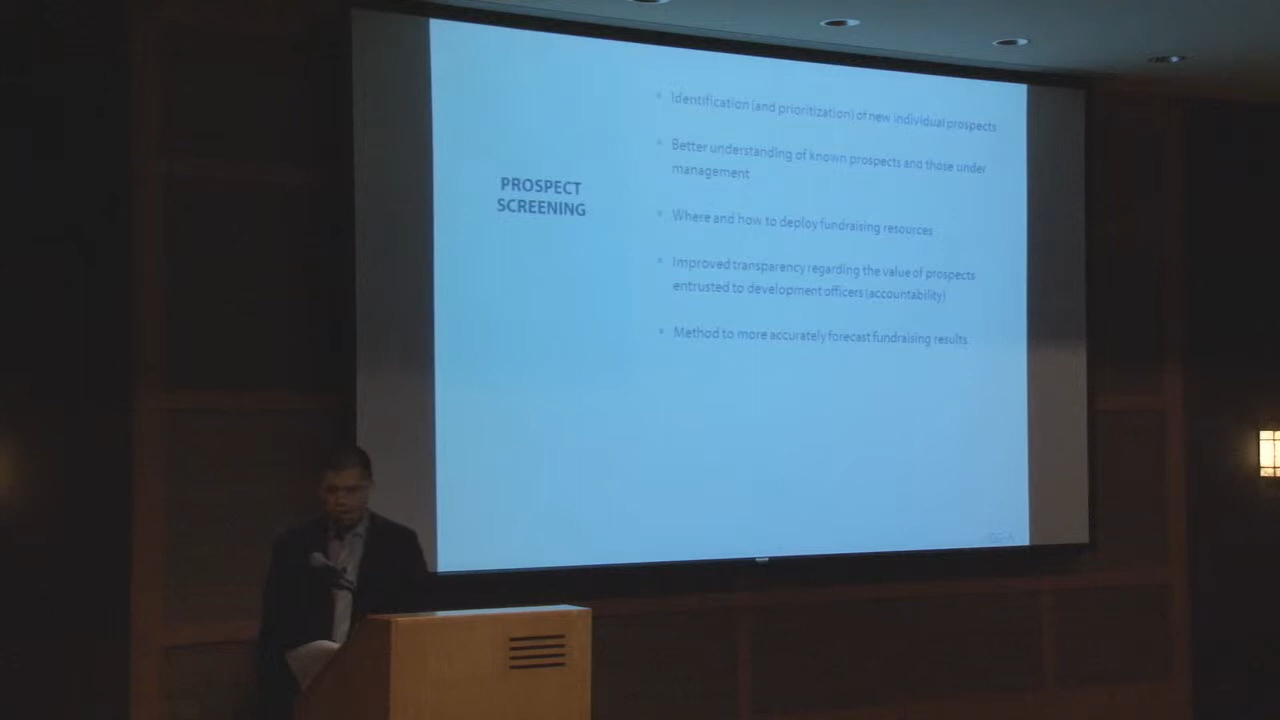 PROSPECT
SCREENING
Identification (and prioritization) of new individual prospects
Better understanding of known prospects and those under
management
Where and how to deploy fundraising resources
Improved transparency regarding the value of prospects
entrusted to development officers (accountability)
Method to more accurately forecast fundraising results.